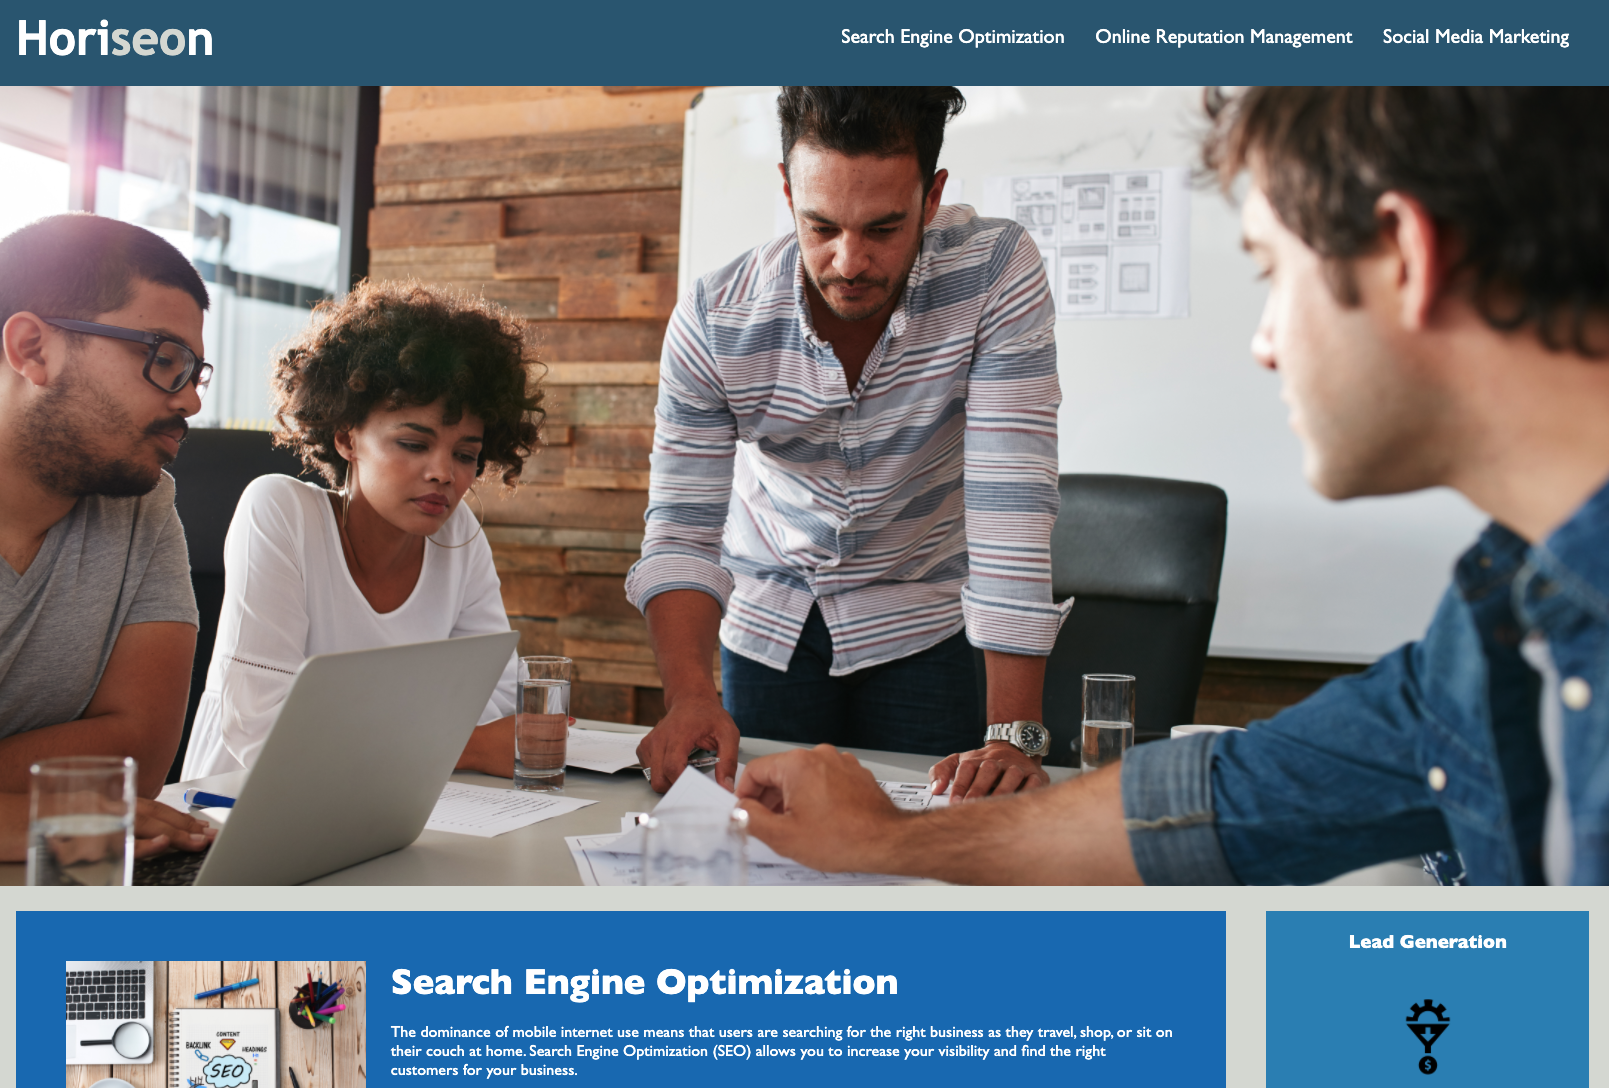 Horiseon
Search Engine Optimization
Online Reputation Management
Social Media Marketing
Search Engine Optimization
The dominance of mobile internet use means that users are searching for the right business as they travel, shop, or sit on
their couch at home. Search Engine Optimization (SEO) allows you to increase your visibility and find the right
customers for your business.
CONTENT
BACKLINK
HEADINGS
SEO
Lead Generation
$